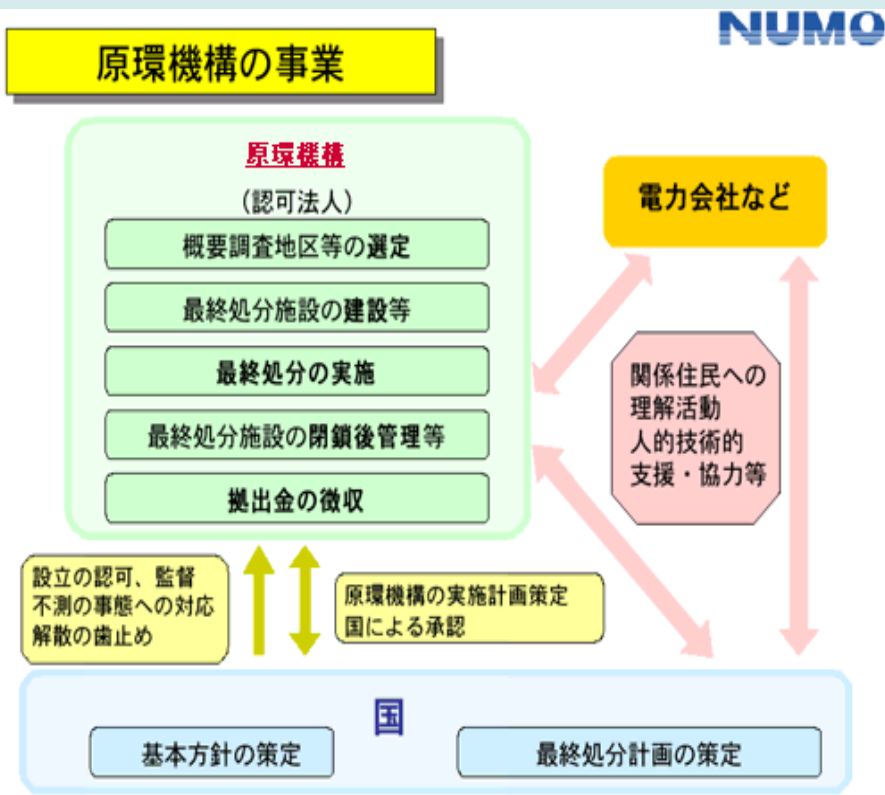 NUMO
原環機構の事業
原環機構
(認可法人)
概要調査地区等の選定
最終処分施設の建設等
最終処分の実施
最終処分施設の閉鎖後管理等
拠出金の徴収
電力会社など
関係住民への
理解活動
人的技術的
支援・協力等
設立の認可、監督
不測の事態への対応
解散の歯止め
原環機構の実施計画策定
国による承認
国
基本方針の策定
最終処分計画の策定